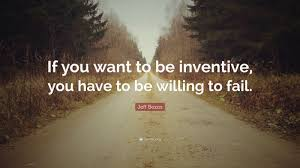 If you want to be inventive,
you have to be willing to fail.
Jeff Bezos